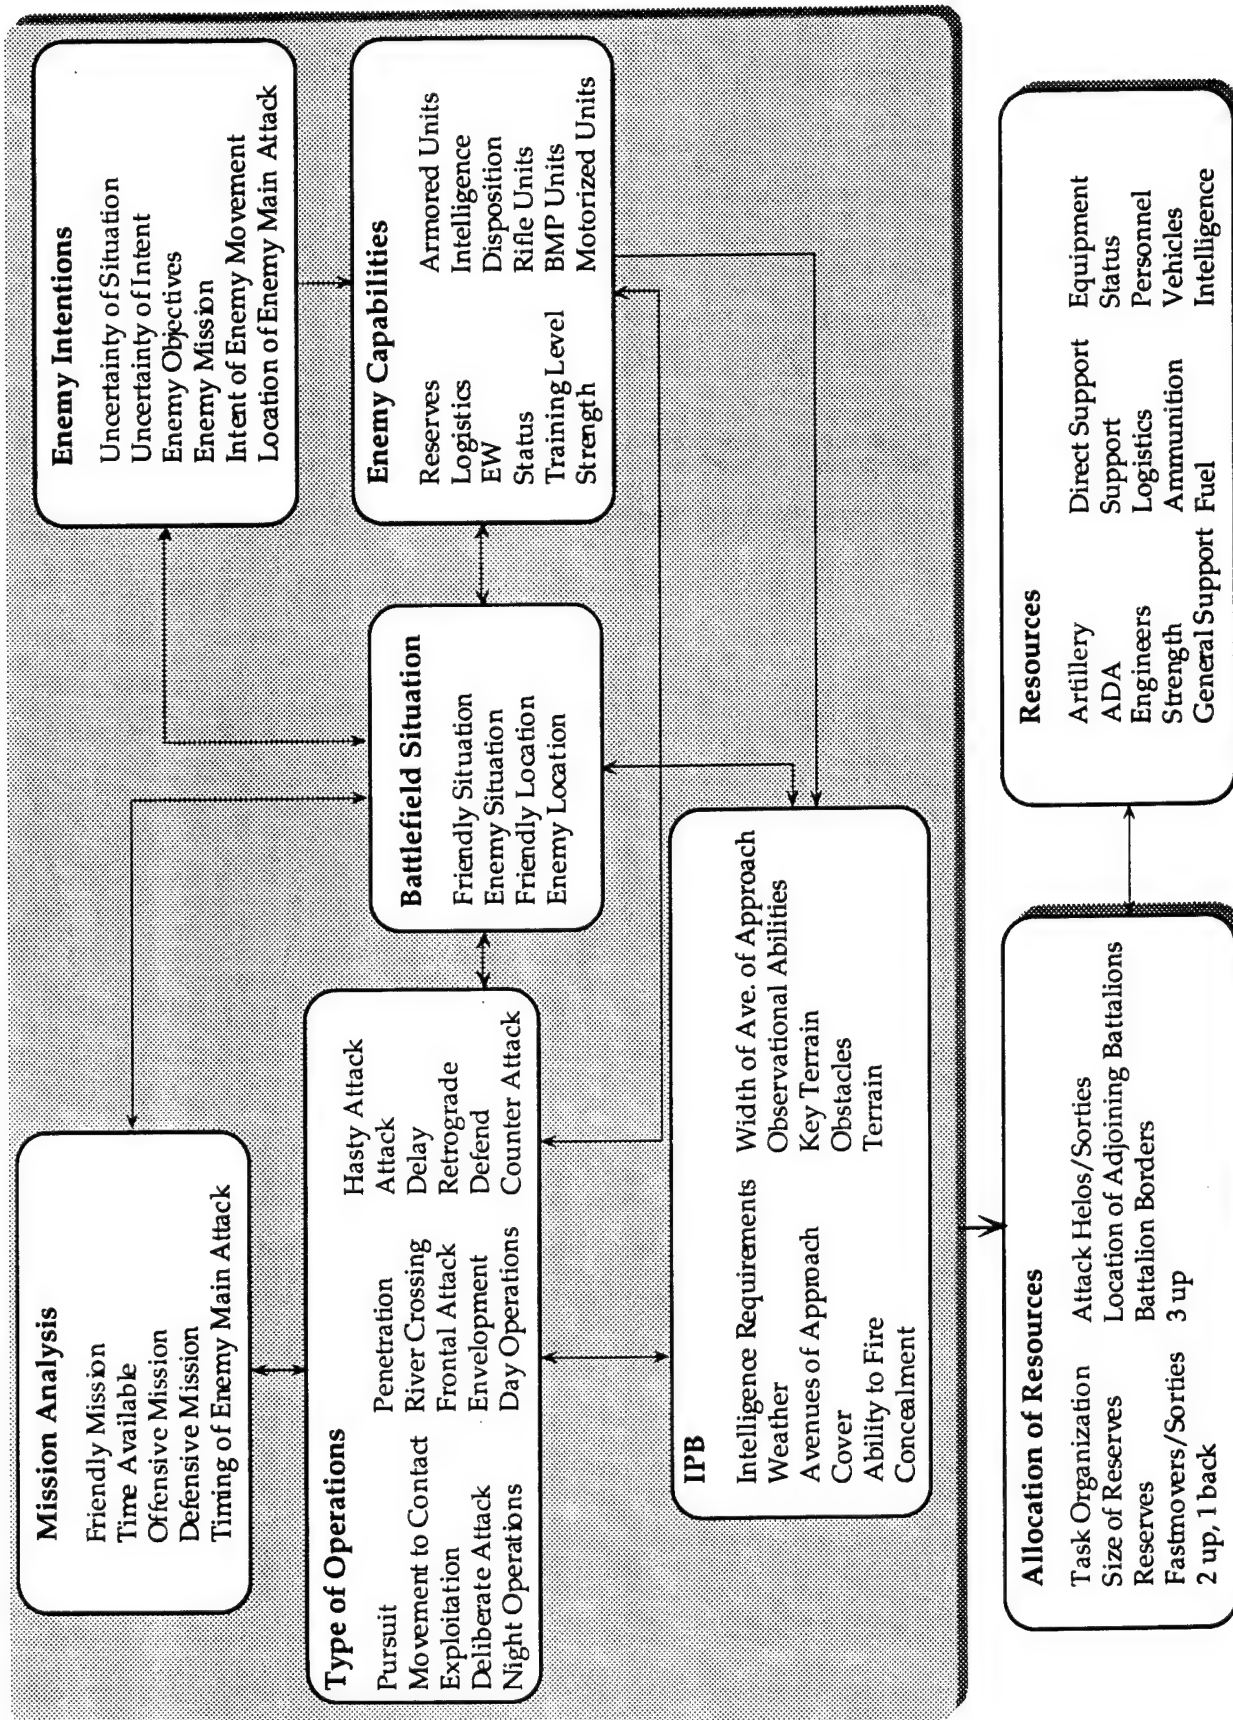 Mission Analysis
Friendly Mission
Time Available
Offensive Mission
Defensive Mission
Timing of Enemy Main Attack
Enemy Intentions
Uncertainty of Situation
Uncertainty of Intent
Enemy Objectives
Enemy Mission
Intent of Enemy Movement
Location of Enemy Main Attack
Type of Operations
Pursuit
Movement to Contact
Exploitation
Deliberate Attack
Night Operations
Penetration
River Crossing
Frontal Attack
Envelopment
Day Operations
Hasty Attack
Attack
Delay
Retrograde
Defend
Counter Attack
Battlefield Situation
Friendly Situation
Enemy Situation
Friendly Location
Enemy Location
Enemy Capabilities
Reserves
Logistics
EW
Status
Training Level
Strength
Armored Units
Intelligence
Disposition
Rifle Units
BMP Units
Motorized Units
IPB
Intelligence Requirements
Weather
Avenues of Approach
Cover
Ability to Fire
Concealment
Width of Ave. of Approach
Observational Abilities
Key Terrain
Obstacles
Terrain
Allocation of Resources
Task Organization
Size of Reserves
Reserves
Fastmovers/Sorties
2 up, 1 back
Attack Helos/Sorties
Location of Adjoining Battalions
Battalion Borders
3 up
Resources
Artillery
ADA
Engineers
Strength
General Support
Direct Support
Support
Logistics
Ammunition
Fuel
Equipment
Status
Personnel
Vehicles
Intelligence